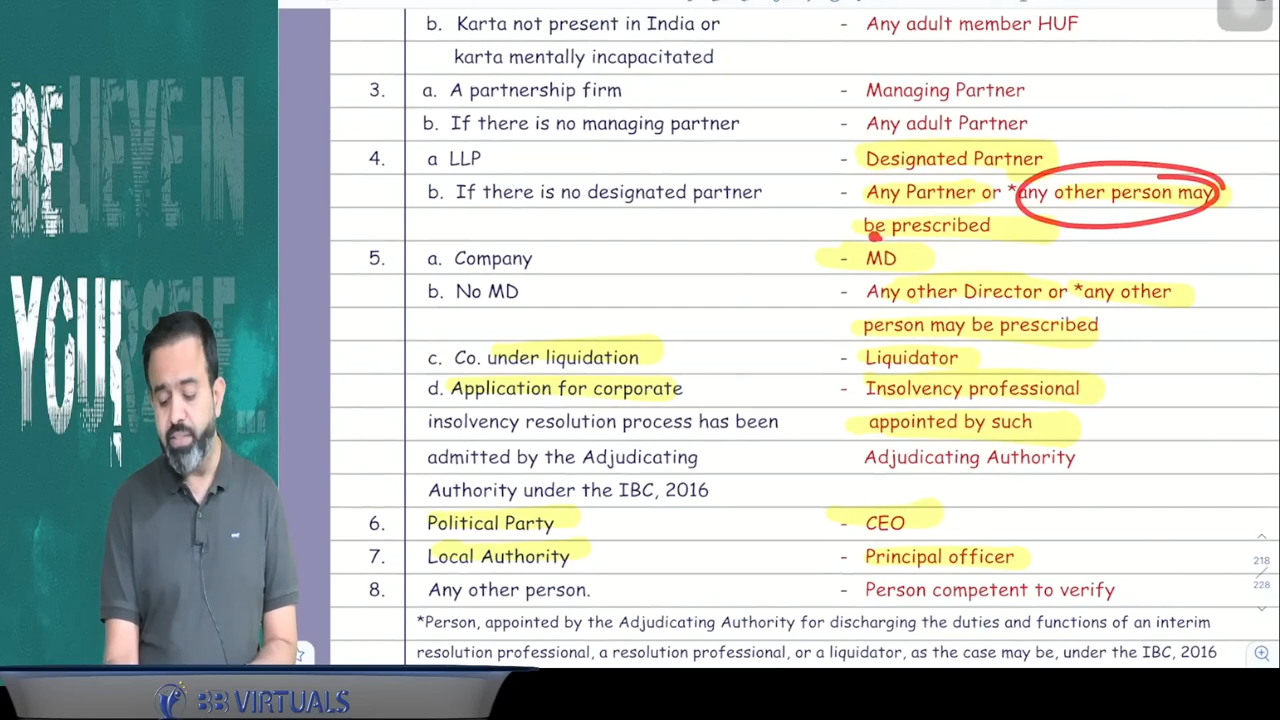 BELIEVE IN
YOURSELF...
b. Karta not present in India or - Any adult member HUF
karta mentally incapacitated
3. a. A partnership firm - Managing Partner
b. If there is no managing partner - Any adult Partner
4. a LLP - Designated Partner
b. If there is no designated partner - Any Partner or *any other person may
be prescribed
5. a. Company - MD
b. No MD - Any other Director or *any other
person may be prescribed
c. Co. under liquidation - Liquidator
d. Application for corporate - Insolvency professional
insolvency resolution process has been appointed by such
admitted by the Adjudicating Adjudicating Authority
Authority under the IBC, 2016
6. Political Party - CEO
7. Local Authority - Principal officer
8. Any other person. - Person competent to verify
*Person, appointed by the Adjudicating Authority for discharging the duties and functions of an interim
resolution professional, a resolution professional, or a liquidator, as the case may be, under the IBC, 2016
218
228
BB VIRTUALS